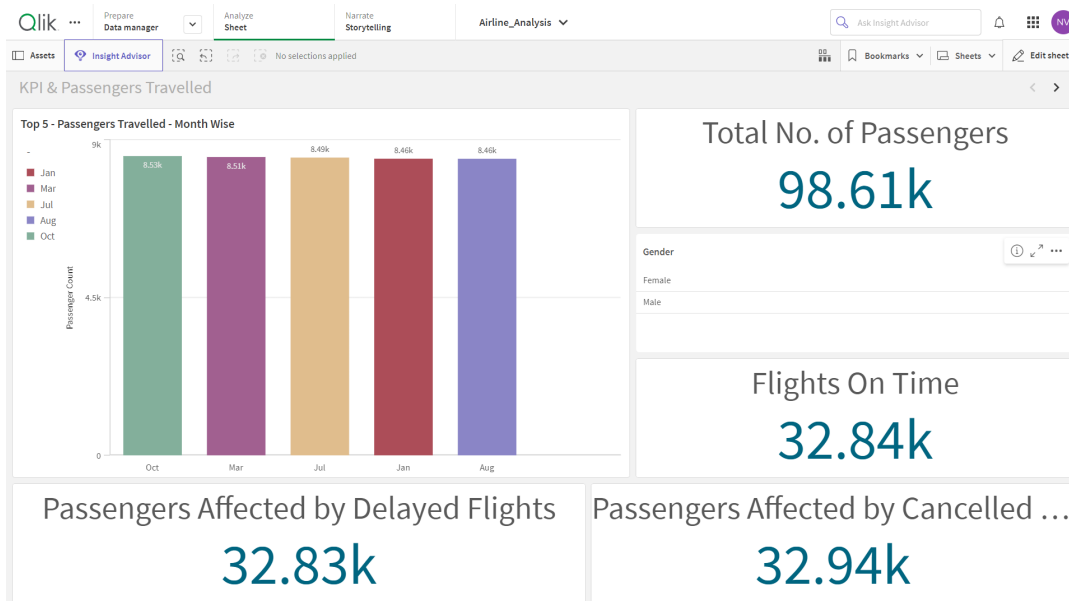 Qlik
Prepare
Data manager
Analyze
Sheet
Narrate
Storytelling
Airline_Analysis
Ask Insight Advisor
NV
Assets
Insight Advisor
No selections applied
Bookmarks
Sheets
Edit sheet
KPI & Passengers Travelled
Top 5 - Passengers Travelled - Month Wise
-
Jan
Mar
Jul
Aug
Oct
Passenger Count
9k
4.5k
0
8.53k
8.51k
8.49k
8.46k
8.46k
Oct
Mar
Jul
Jan
Aug
Total No. of Passengers
98.61k
Gender
Female
Male
Flights On Time
32.84k
Passengers Affected by Delayed Flights
32.83k
Passengers Affected by Cancelled ...
32.94k